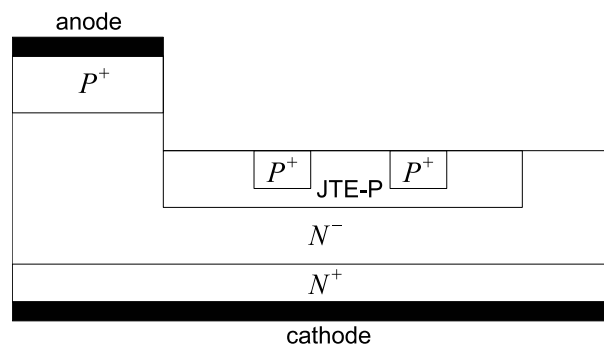 anode
P+
P+ P+
JTE-P
N−
N+
cathode